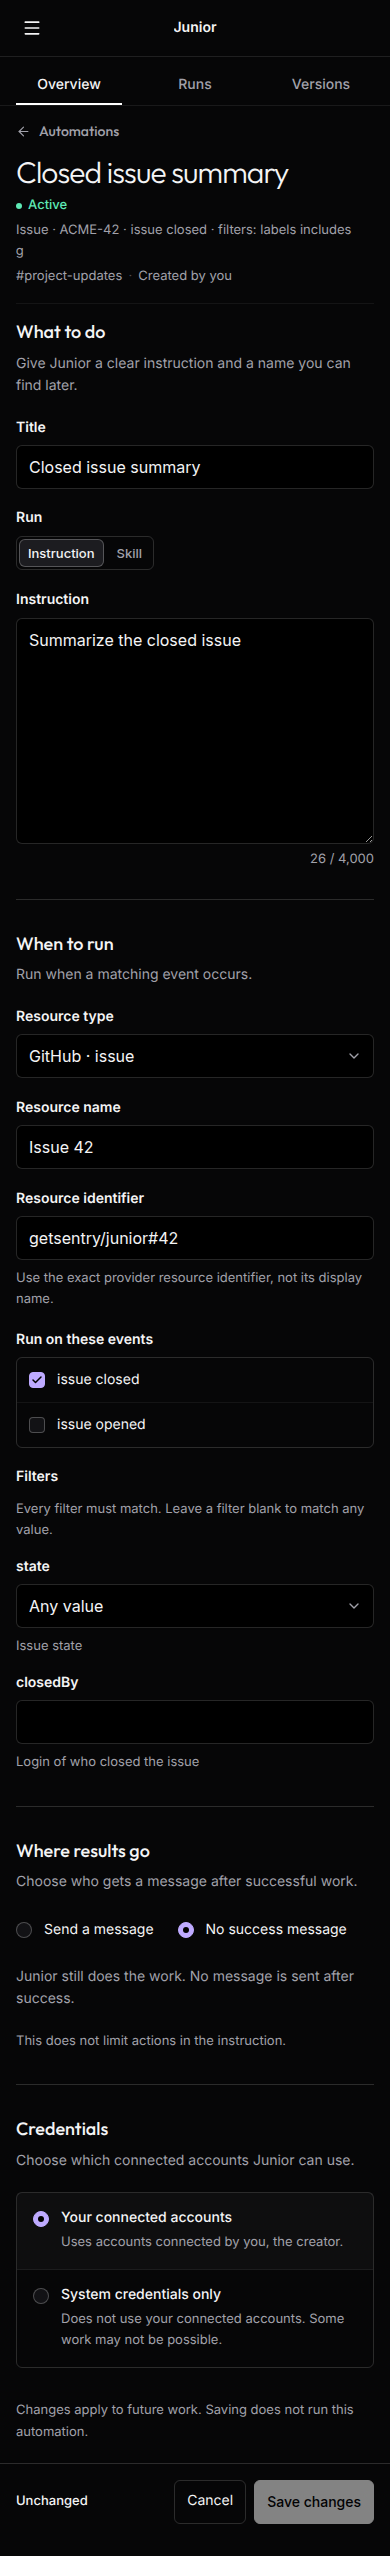 Junior
Overview
Runs
Versions
← Automations
Closed issue summary
Active
Issue · ACME-42 · issue closed · filters: labels includes
g
#project-updates · Created by you
What to do
Give Junior a clear instruction and a name you can
find later.
Title
Closed issue summary
Run
Instruction
Skill
Instruction
Summarize the closed issue
26 / 4,000
When to run
Run when a matching event occurs.
Resource type
GitHub · issue
Resource name
Issue 42
Resource identifier
getsentry/junior#42
Use the exact provider resource identifier, not its display
name.
Run on these events
issue closed
issue opened
Filters
Every filter must match. Leave a filter blank to match any
value.
state
Any value
Issue state
closedBy
Login of who closed the issue
Where results go
Choose who gets a message after successful work.
Send a message
No success message
Junior still does the work. No message is sent after
success.
This does not limit actions in the instruction.
Credentials
Choose which connected accounts Junior can use.
Your connected accounts
Uses accounts connected by you, the creator.
System credentials only
Does not use your connected accounts. Some
work may not be possible.
Changes apply to future work. Saving does not run this
automation.
Unchanged
Cancel
Save changes